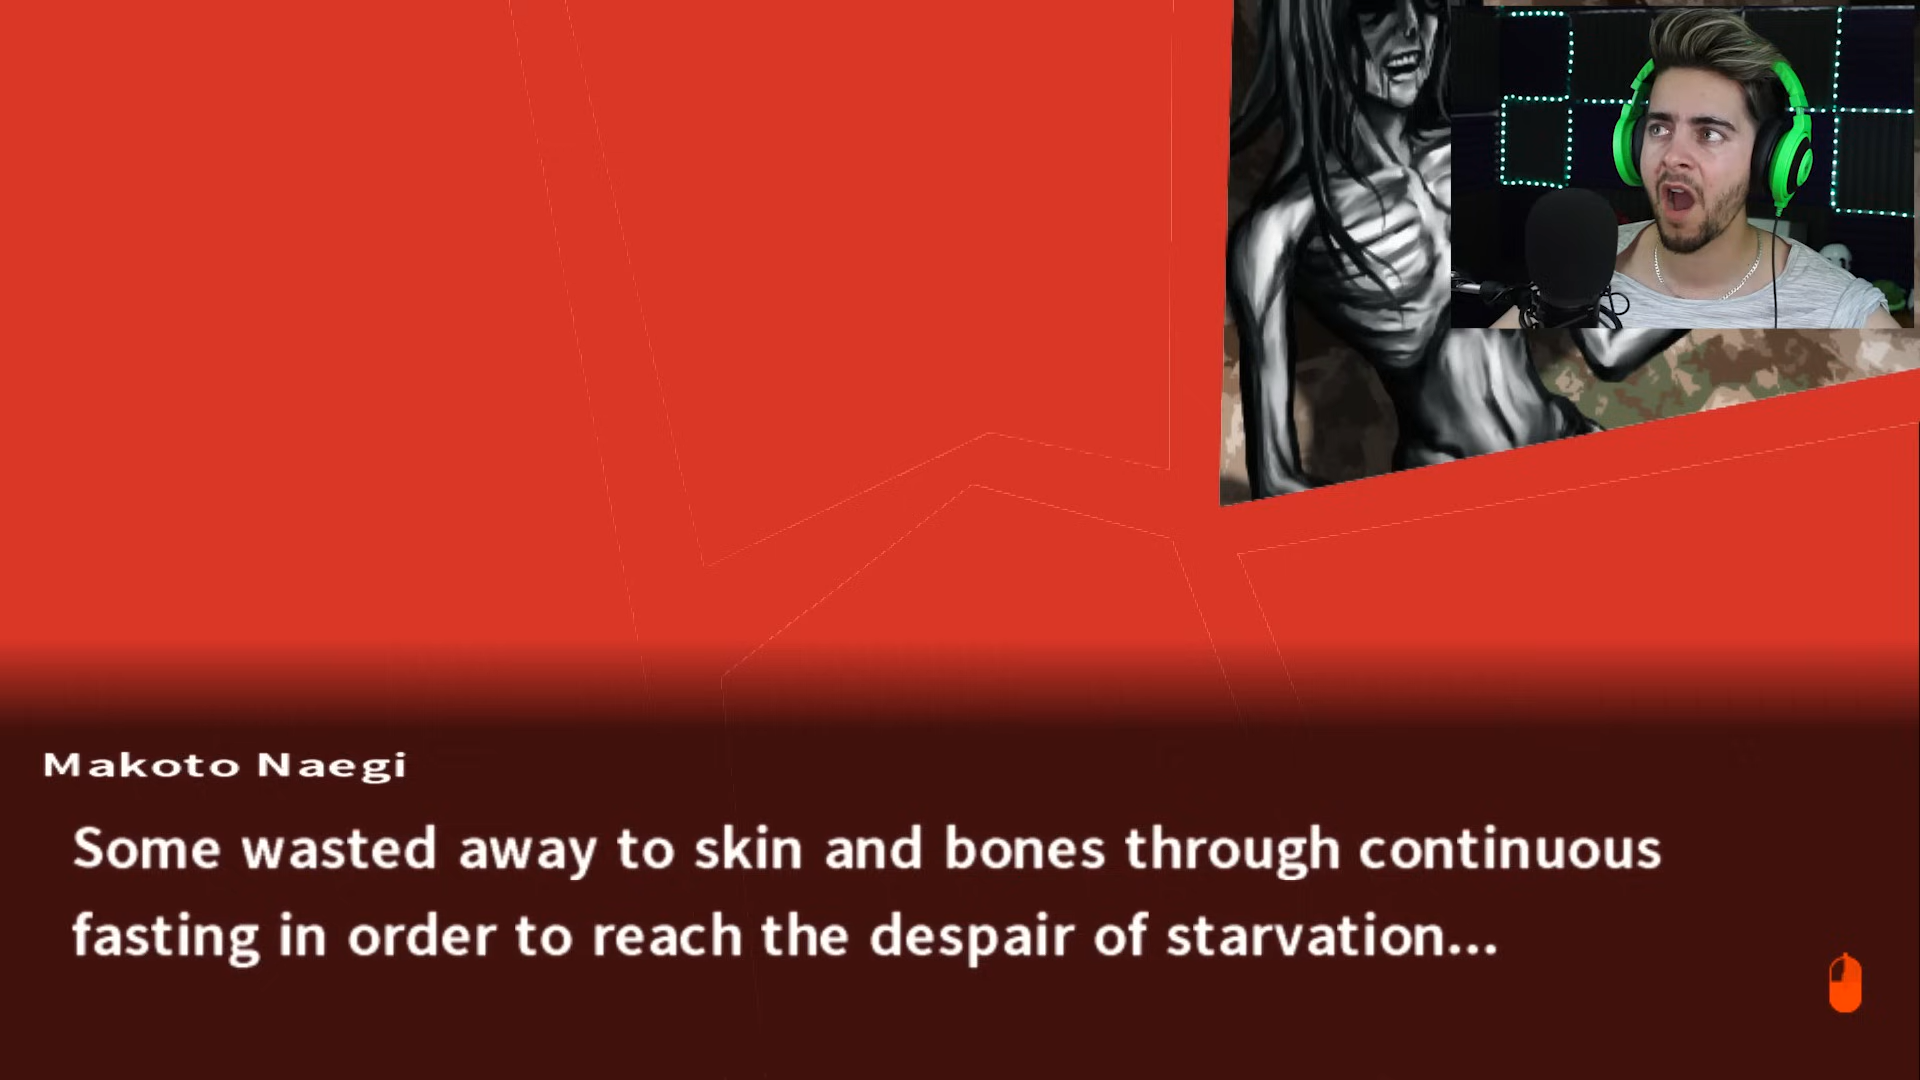 Makoto Naegi
Some wasted away to skin and bones through continuous
fasting in order to reach the despair of starvation...